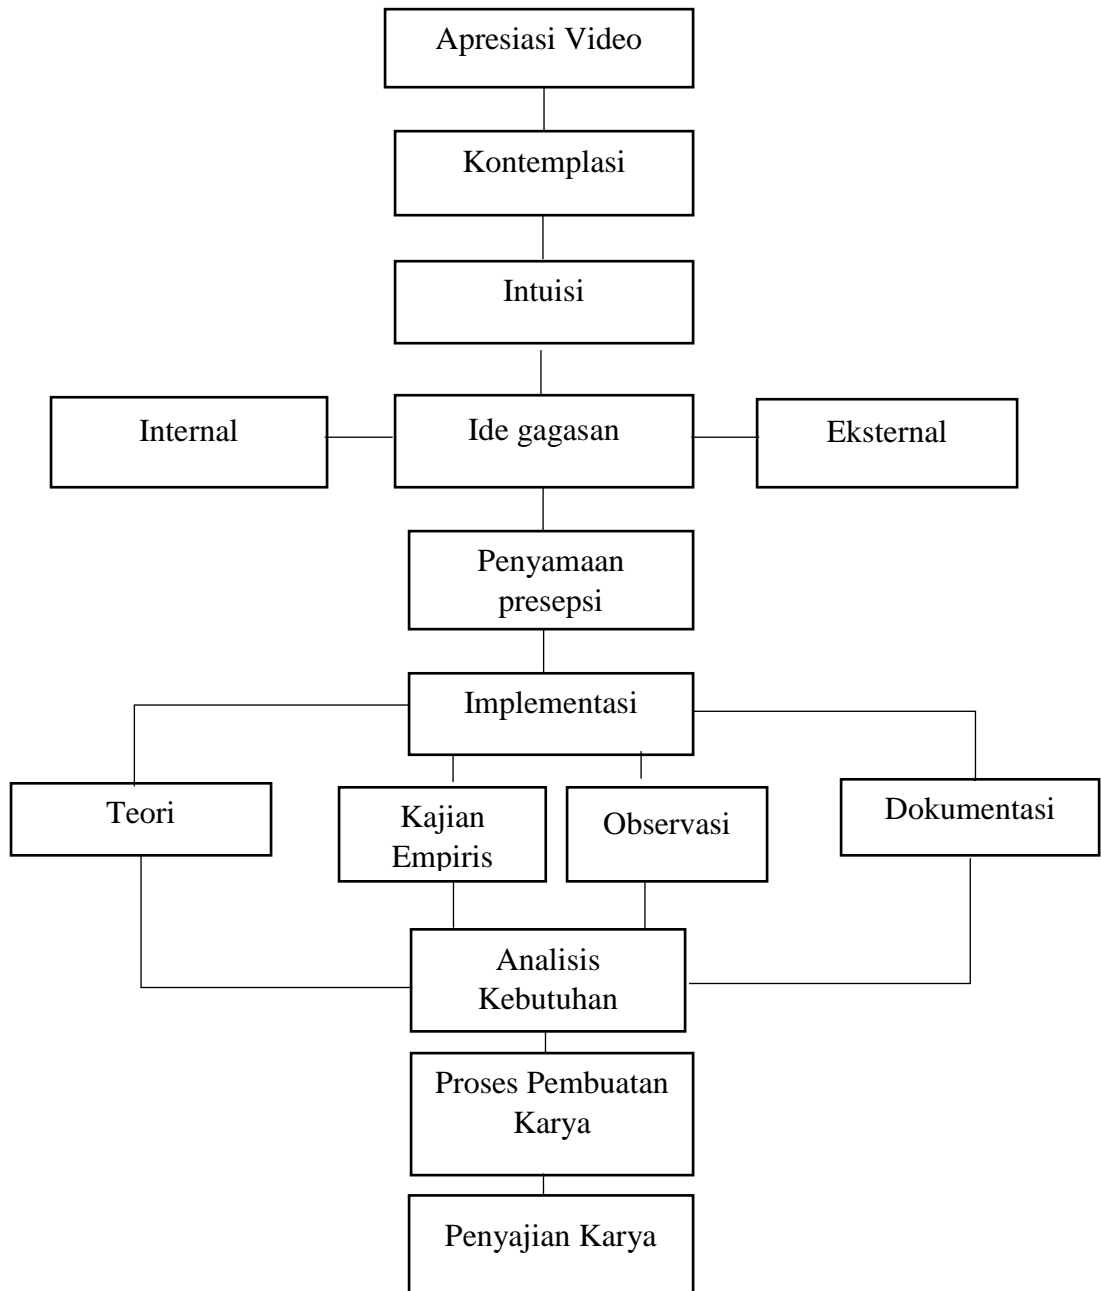 Apresiasi Video
Kontemplasi
Intuisi
Internal
Ide gagasan
Eksternal
Penyamaan
presepsi
Implementasi
Teori
Kajian
Empiris
Observasi
Dokumentasi
Analisis
Kebutuhan
Proses Pembuatan
Karya
Penyajian Karya